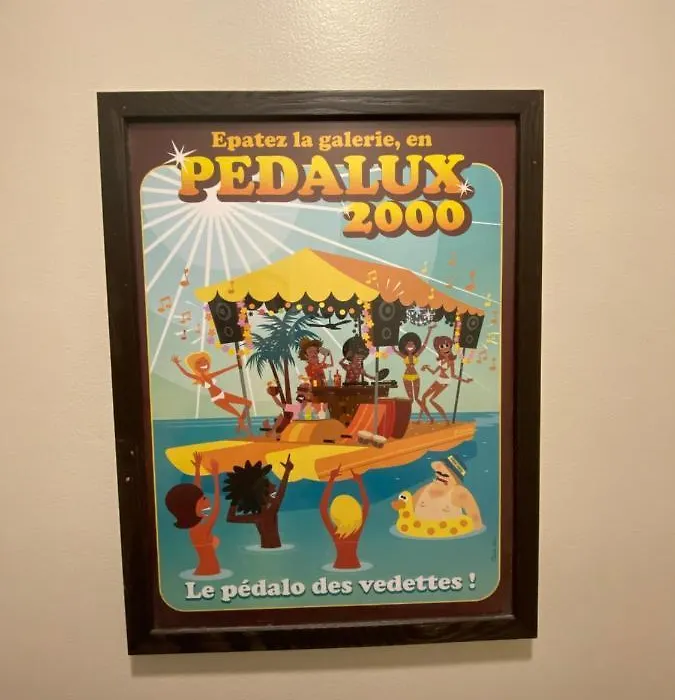 Epatez la galerie, en
PEDALUX
2000
Le pédalo des vedettes !